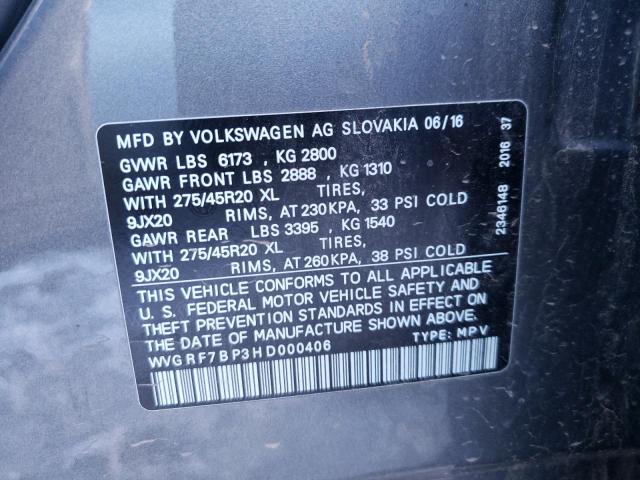 MFD BY VOLKSWAGEN AG SLOVAKIA 06/16
GVWR LBS 6173 , KG 2800
GAWR FRONT LBS 2888 , KG 1310
WITH 275/45R20 XL TIRES,
9JX20 RIMS, AT 230KPA, 33 PSI COLD
GAWR REAR LBS 3395 , KG 1540
WITH 275/45R20 XL TIRES,
9JX20 RIMS, AT 260KPA, 38 PSI COLD
THIS VEHICLE CONFORMS TO ALL APPLICABLE
U. S. FEDERAL MOTOR VEHICLE SAFETY AND
THEFT PREVENTION STANDARDS IN EFFECT ON
THE DATE OF MANUFACTURE SHOWN ABOVE.
WVGRF7BP3HD000406 TYPE: MPV
2346148 2016 37